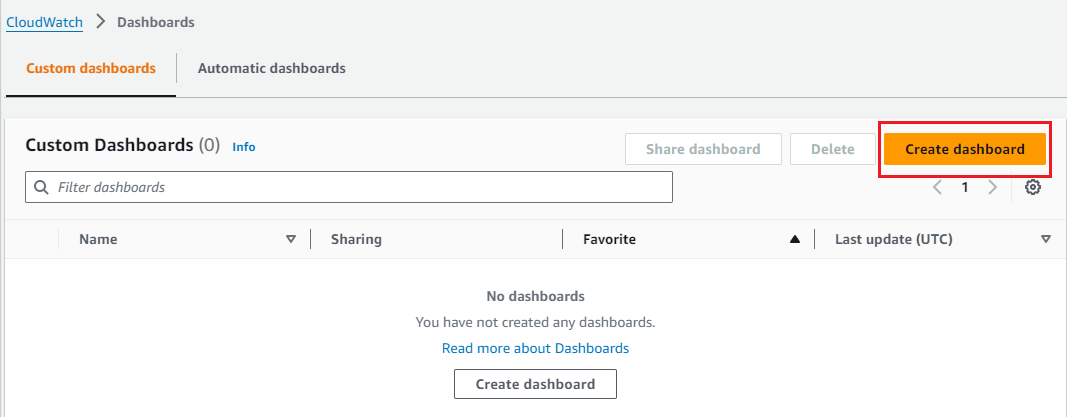 CloudWatch > Dashboards
Custom dashboards Automatic dashboards
Custom Dashboards (0) Info Share dashboard Delete Create dashboard
Filter dashboards 1
Name Sharing Favorite Last update (UTC)
No dashboards
You have not created any dashboards.
Read more about Dashboards
Create dashboard